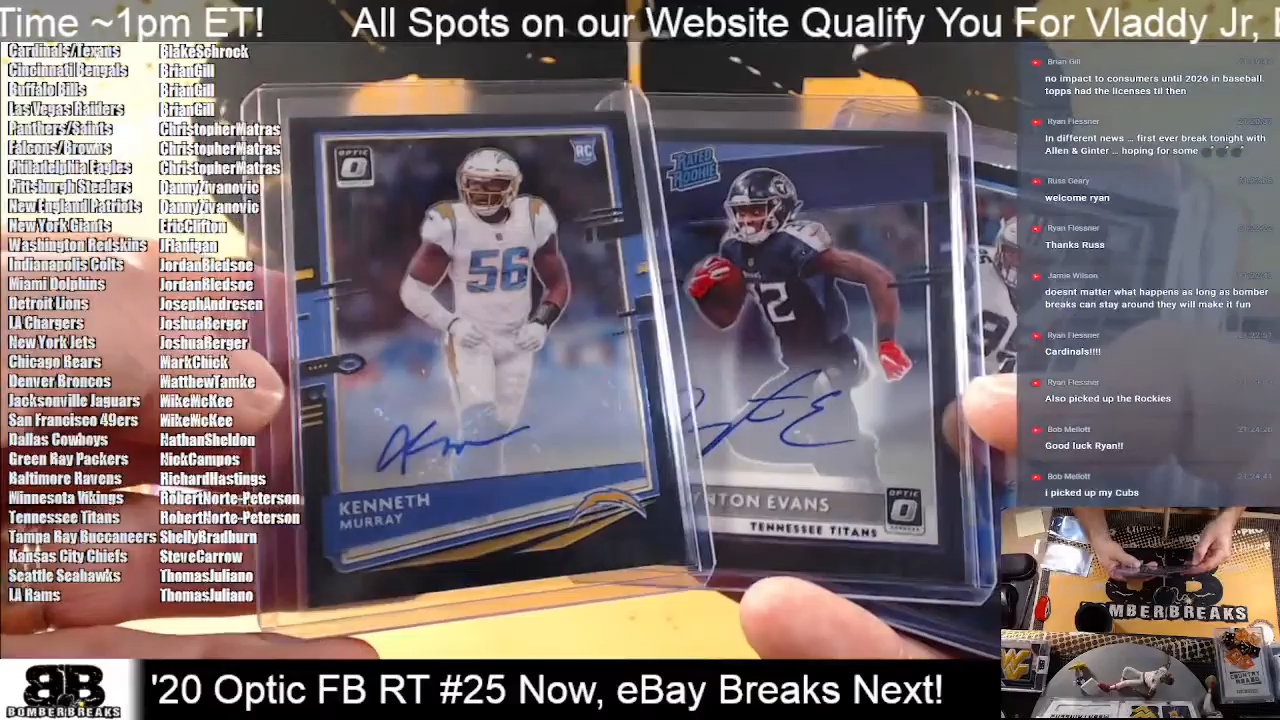 Time ~1pm ET! All Spots on our Website Qualify You For Vladdy Jr,
Cardinals/Texans BlakeSchrock
Cincinnati Bengals BrianGill
Buffalo Bills BrianGill
Las Vegas Raiders BrianGill
Panthers/Saints ChristopherMatras
Falcons/Browns ChristopherMatras
Philadelphia Eagles ChristopherMatras
Pittsburgh Steelers DannyZivanovic
New England Patriots DannyZivanovic
New York Giants EricClifton
Washington Redskins JFlanigan
Indianapolis Colts JordanBledsoe
Miami Dolphins JordanBledsoe
Detroit Lions JosephAndresen
LA Chargers JoshuaBerger
New York Jets JoshuaBerger
Chicago Bears MarkChick
Denver Broncos MatthewTamke
Jacksonville Jaguars MikeMcKee
San Francisco 49ers MikeMcKee
Dallas Cowboys NathanSheldon
Green Bay Packers NickCampos
Baltimore Ravens RichardHastings
Minnesota Vikings RobertNorte-Peterson
Tennessee Titans RobertNorte-Peterson
Tampa Bay Buccaneers ShellyBradburn
Kansas City Chiefs SteveCarrow
Seattle Seahawks ThomasJuliano
LA Rams ThomasJuliano
OPTIC
RC
56
KENNETH
MURRAY
RATED
ROOKIE
NTON EVANS
OPTIC
TENNESSEE TITANS
Brian Gill
no impact to consumers until 2026 in baseball.
topps had the licenses til then
Ryan Flessner
In different news ... first ever break tonight with
Allen & Ginter ... hoping for some
Russ Geary
welcome ryan
Ryan Flessner
Thanks Russ
Jamie Wilson
doesnt matter what happens as long as bomber
breaks can stay around they will make it fun
Ryan Flessner
Cardinals!!!!
Ryan Flessner
Also picked up the Rockies
Bob Mellott
Good luck Ryan!!
Bob Mellott 21:24:41
i picked up my Cubs
MBERBREAKS
BB
BOMBERBREAKS
'20 Optic FB RT #25 Now, eBay Breaks Next!